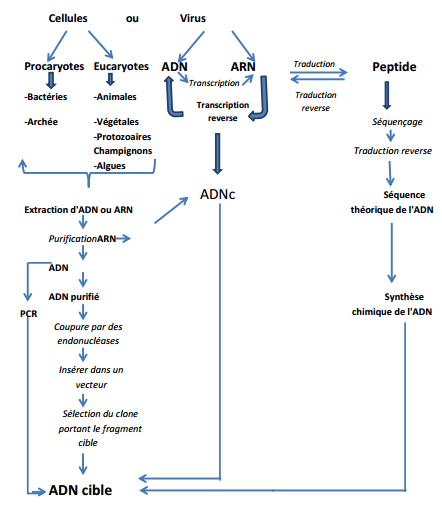 Cellules ou Virus
Procaryotes Eucaryotes ADN ARN Traduction Peptide
Transcription
-Bactéries -Animales Transcription reverse Traduction reverse
-Archée -Végétales Séquençage
-Protozoaires
Champignons Traduction reverse
-Algues
ADNc Séquence
Extraction d'ADN ou ARN théorique de l'ADN
PurificationARN
ADN
ADN purifié Synthèse
PCR chimique de l'ADN
Coupure par des
endonucléases
Insérer dans un
vecteur
Sélection du clone
portant le fragment
cible
ADN cible